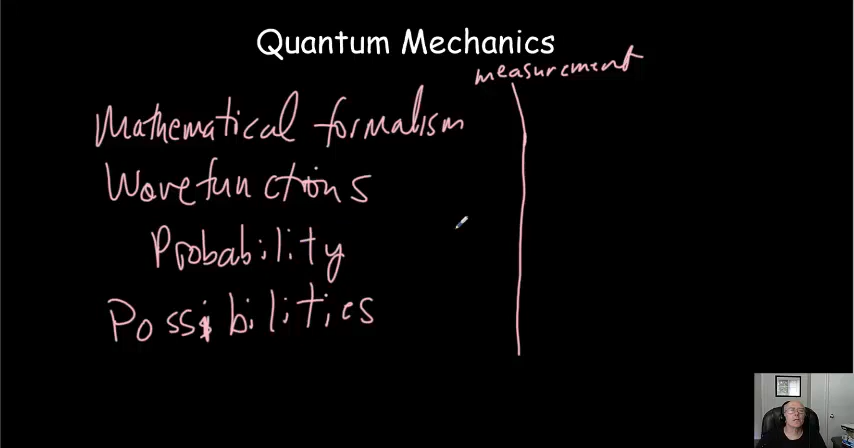 Quantum Mechanics
measurement
Mathematical formalism
Wavefunctions
Probability
Possibilities